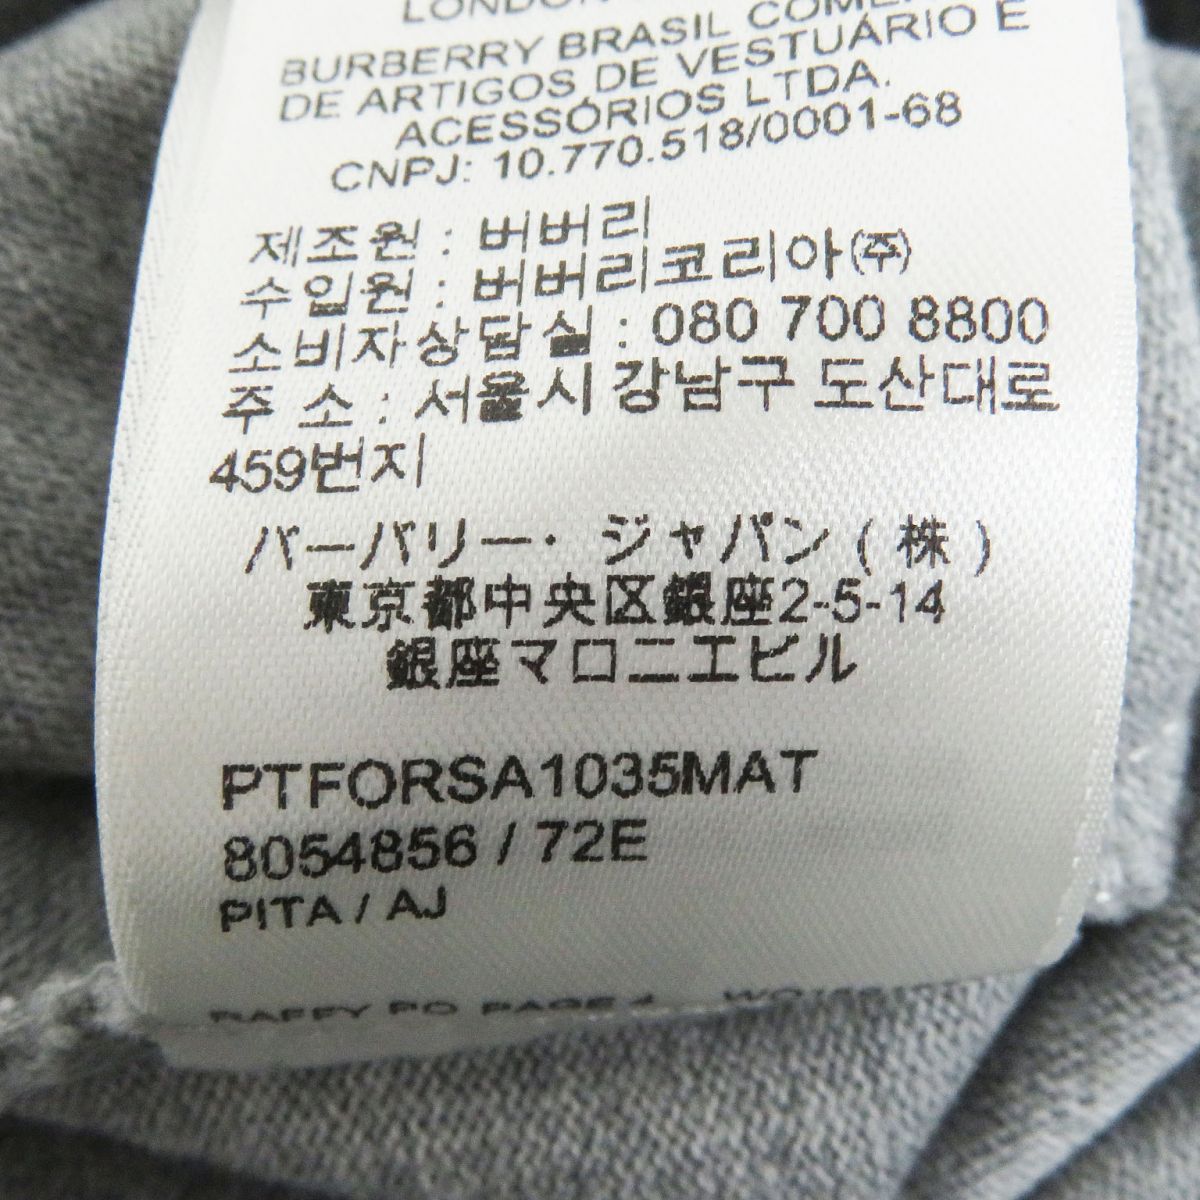 LONDON
BURBERRY BRASIL
DE ARTIGOS DE VESTUÁRIO E
ACESSÓRIOS LTDA.
CNPJ: 10.770.518/0001-68
제조원 : 버버리
수입원 : 버버리코리아(주)
소비자상담실 : 080 700 8800
주 소 : 서울시 강남구 도산대로
459번지
バーバリー・ジャパン(株)
東京都中央区銀座2-5-14
銀座マロニエビル
PTFORSA1035MAT
8054856 / 72E
PITA / AJ
RAFFY PO PAGE